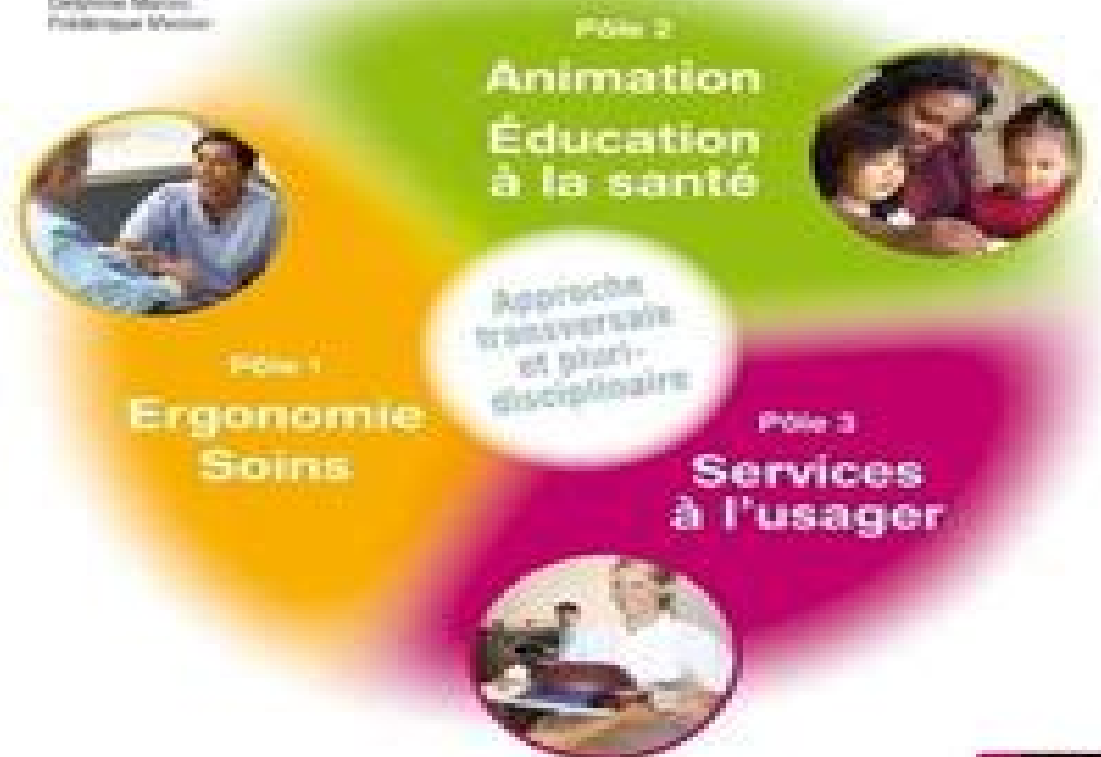 Pôle 2
Animation
Éducation
à la santé
Approche
transversale
et pluri-
disciplinaire
Pôle 1
Ergonomie
Soins
Pôle 3
Services
à l'usager